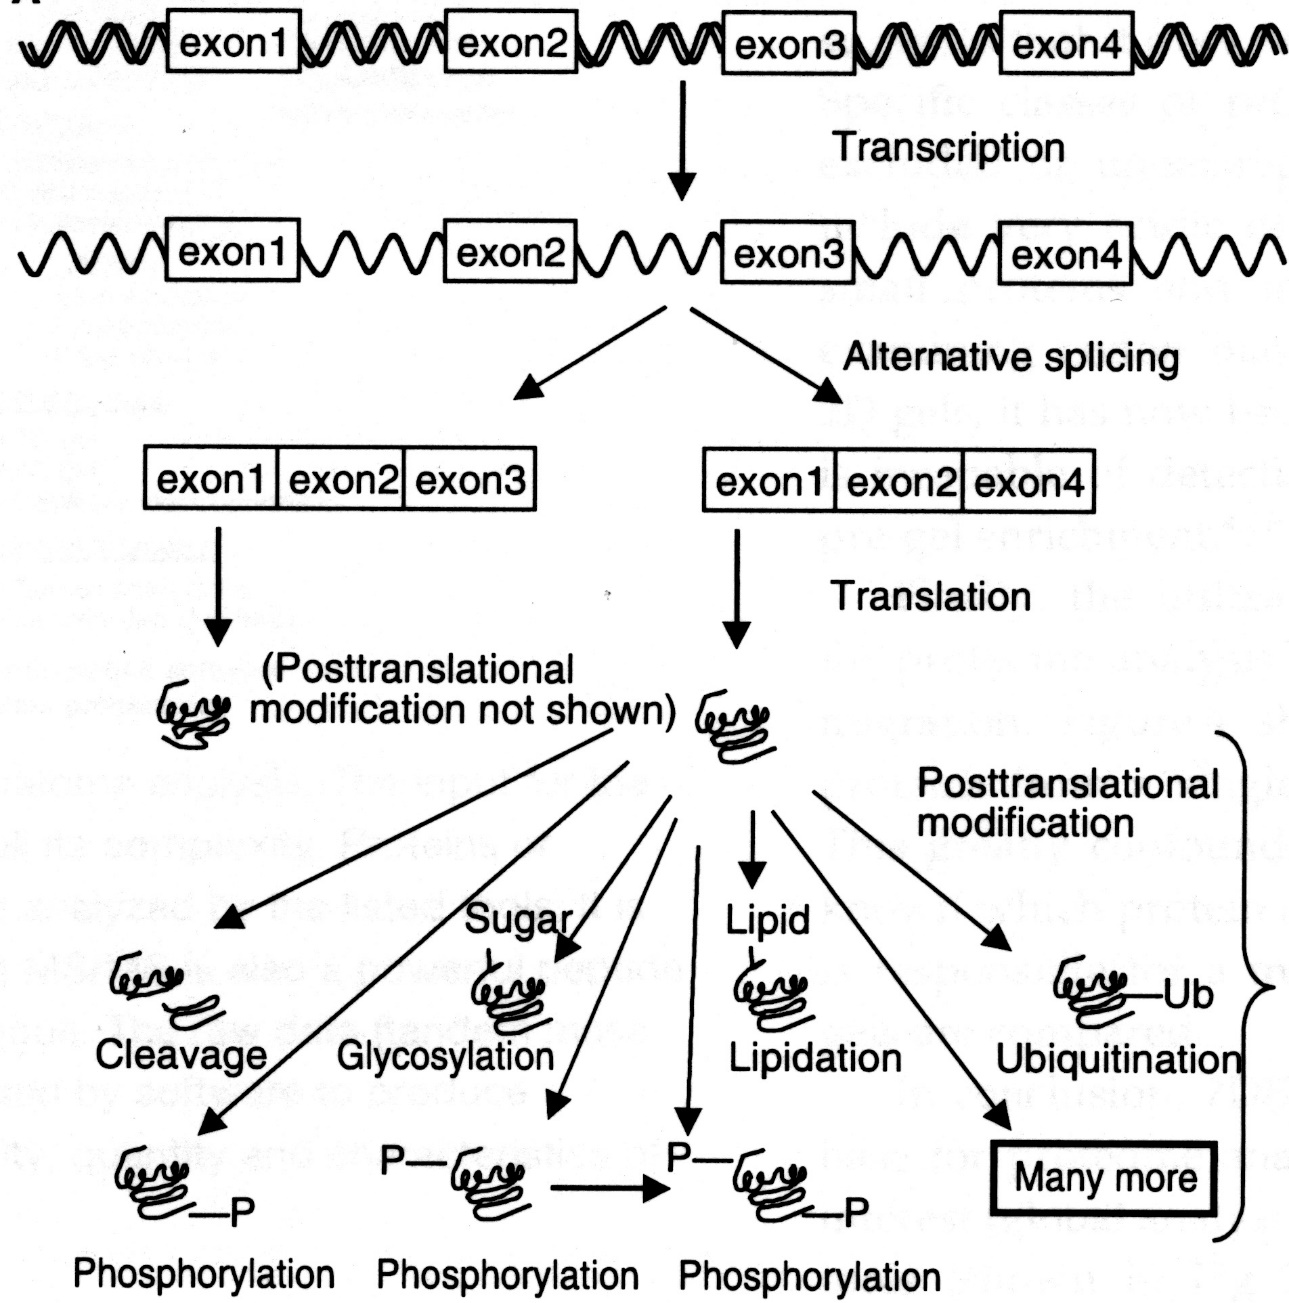 exon1 exon2 exon3 exon4
Transcription
exon1 exon2 exon3 exon4
Alternative splicing
exon1 exon2 exon3
exon1 exon2 exon4
Translation
(Posttranslational
modification not shown)
Posttranslational
modification
Sugar
Lipid
Ub
Cleavage
Glycosylation
Lipidation
Ubiquitination
P
P
P
P
Many more
Phosphorylation
Phosphorylation
Phosphorylation